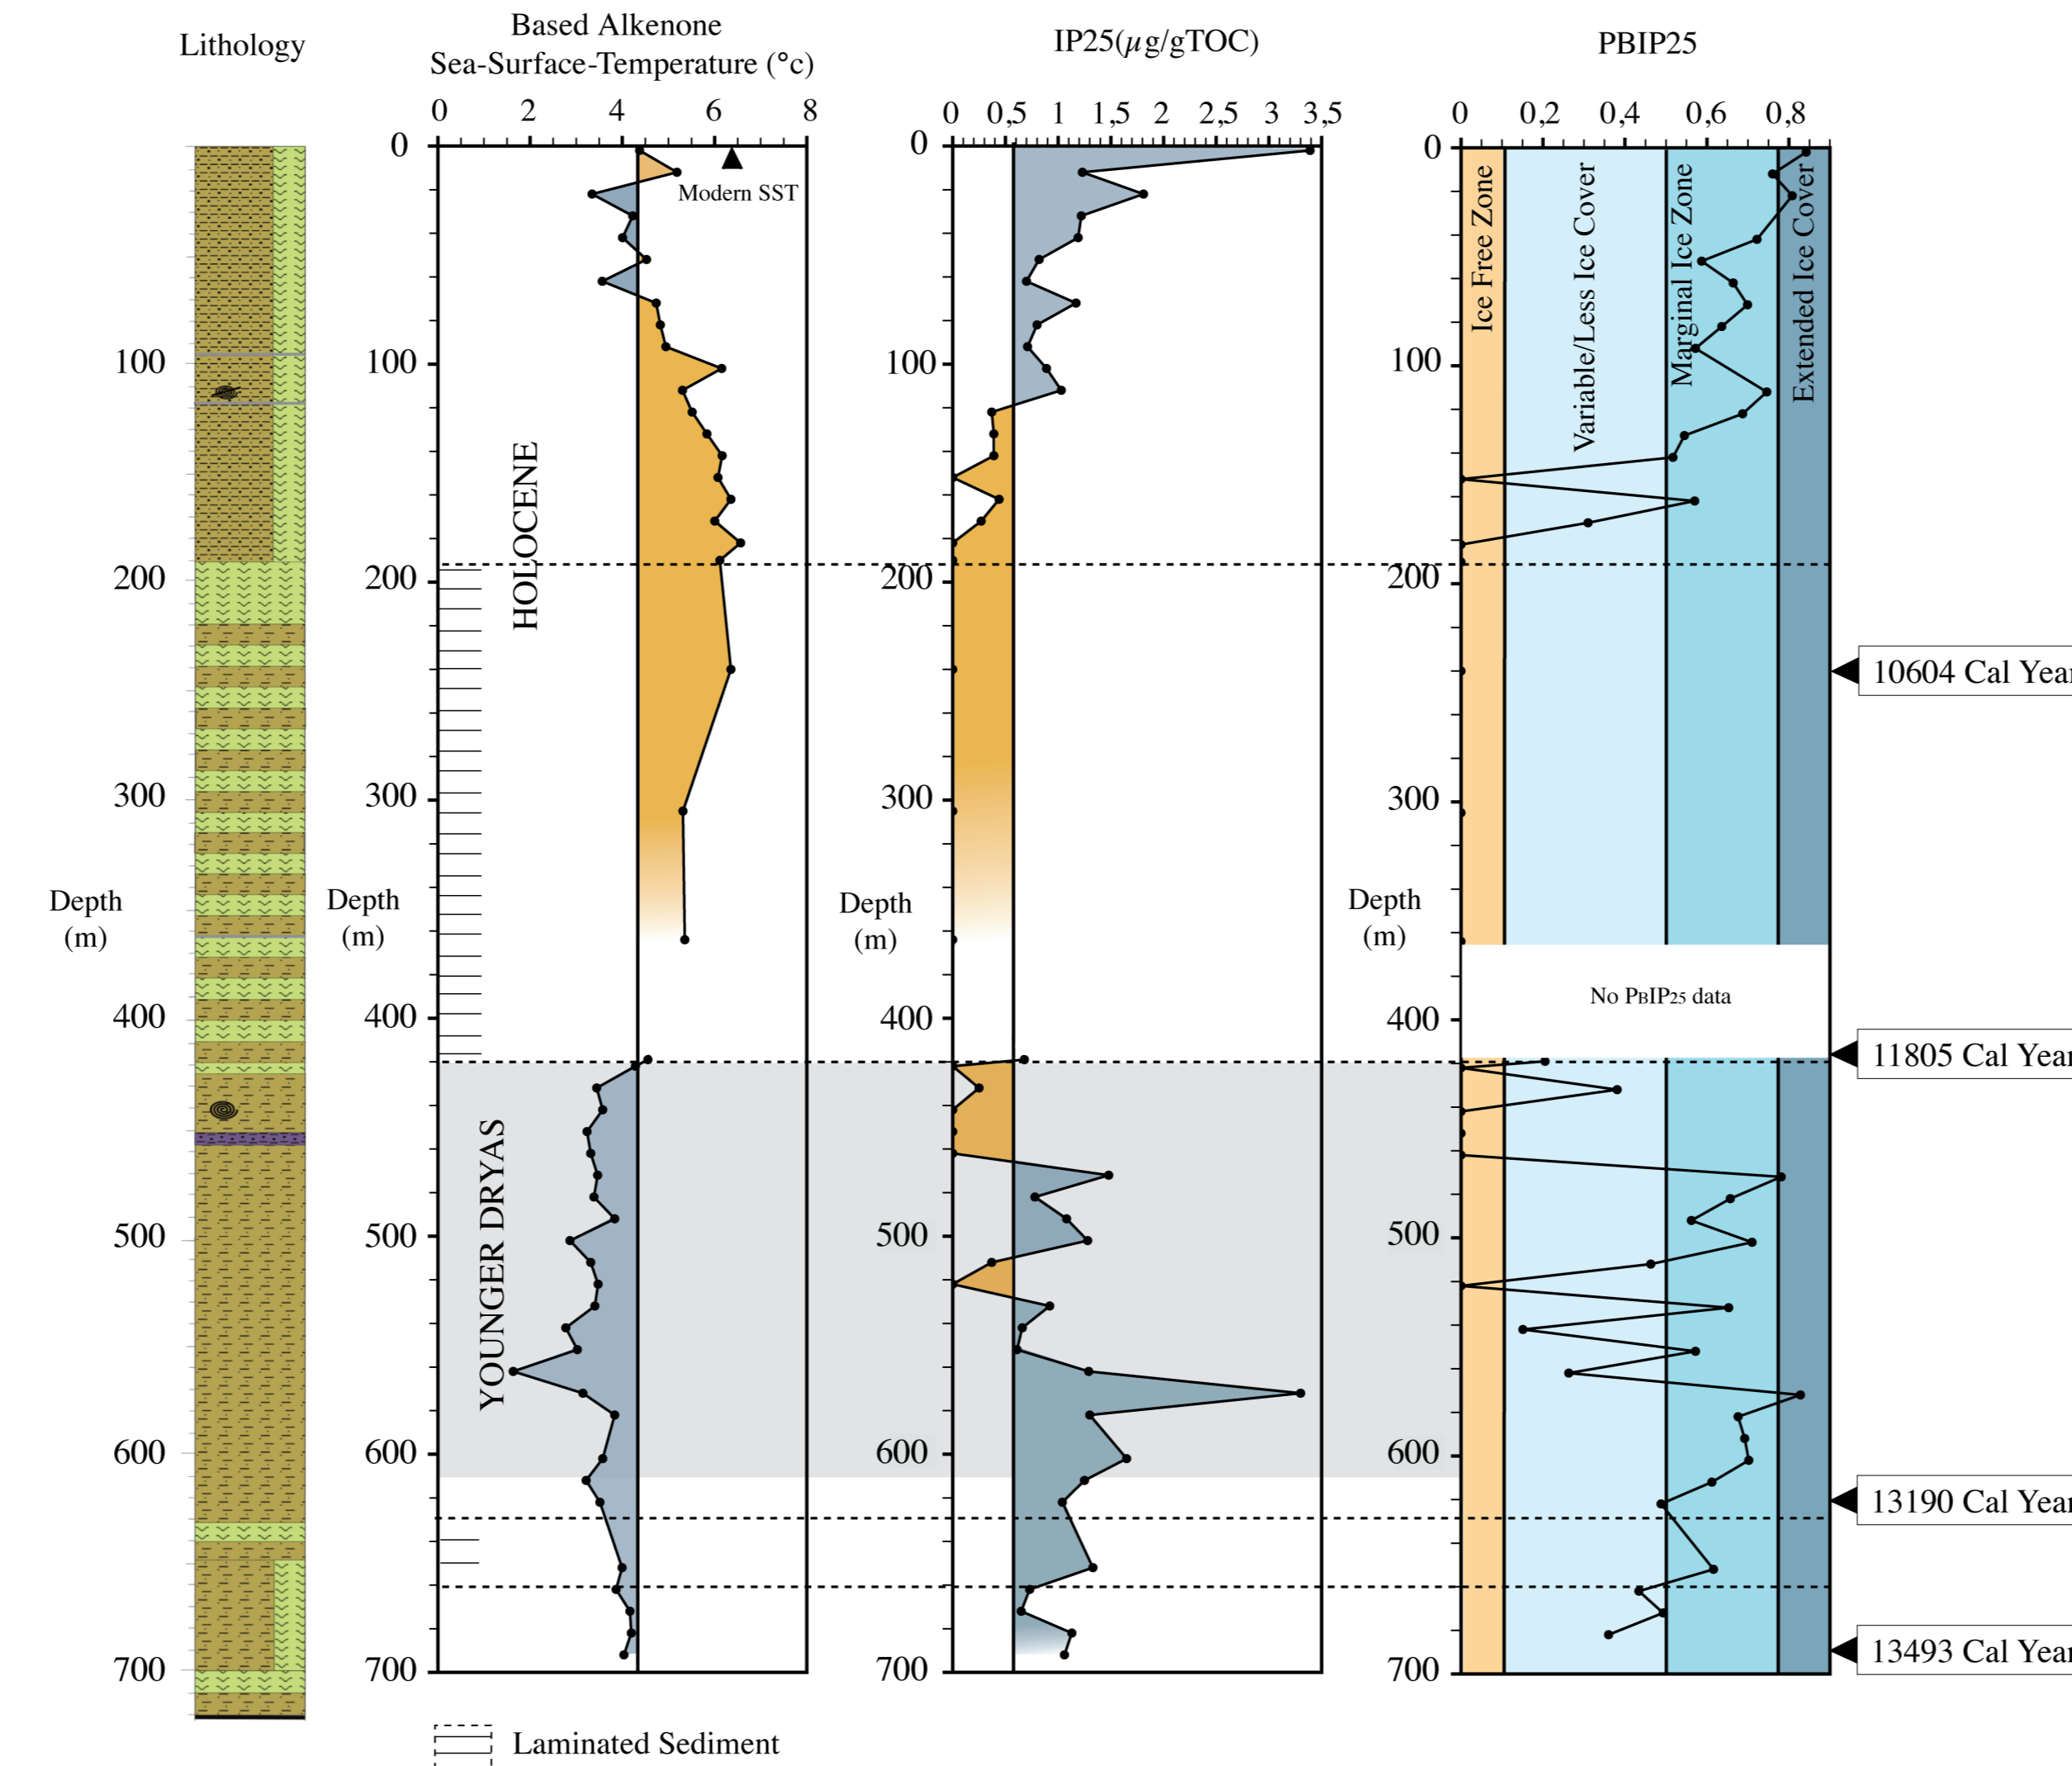 Lithology
Based Alkenone
Sea-Surface-Temperature (°c)
IP25(µg/gTOC)
PBIP25
0 2 4 6 8
0 0,5 1 1,5 2 2,5 3 3,5
0 0,2 0,4 0,6 0,8
0 0 0
Modern SST
Ice Free Zone
Variable/Less Ice Cover
Marginal Ice Zone
Extended Ice Cover
100 100 100 100
HOLOCENE
200 200 200 200
10604 Cal Year
300 300 300 300
Depth
(m)
Depth
(m)
Depth
(m)
Depth
(m)
No PBIP25 data
400 400 400 400
11805 Cal Year
YOUNGER DRYAS
500 500 500 500
600 600 600 600
13190 Cal Year
13493 Cal Year
700 700 700 700
Laminated Sediment